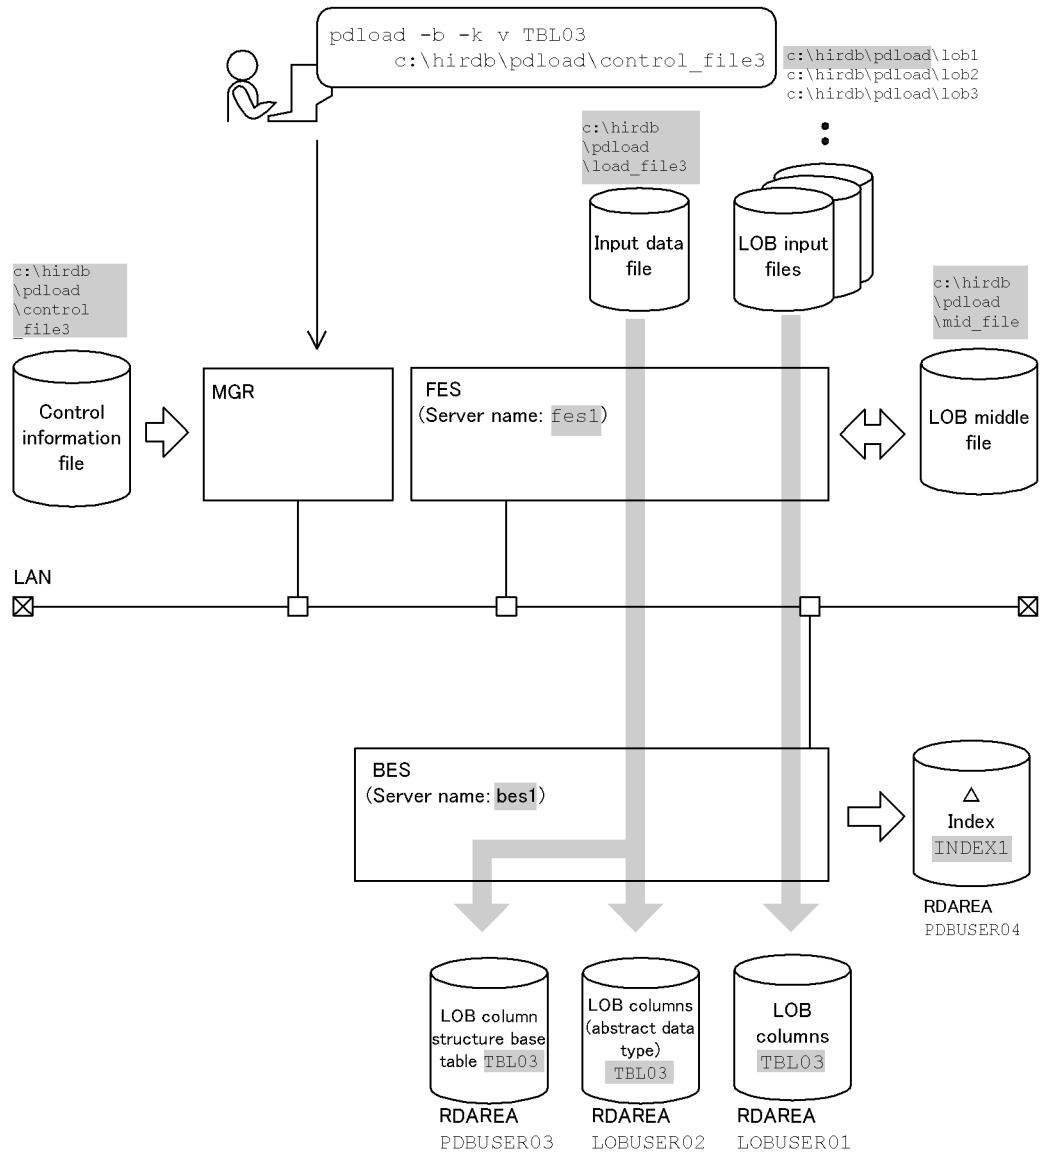 pdload -b -k v TBL03
c:\hirdb\pdload\control_file3
c:\hirdb\pdload\lob1
c:\hirdb\pdload\lob2
c:\hirdb\pdload\lob3
c:\hirdb
\pdload
\load_file3
Input data
file
LOB input
files
c:\hirdb
\pdload
\control
_file3
c:\hirdb
\pdload
\mid_file
Control
information
file
MGR
FES
(Server name: fes1)
LOB middle
file
LAN
BES
(Server name: bes1)
Index
INDEX1
RDAREA
PDBUSER04
LOB column
structure base
table TBL03
RDAREA
PDBUSER03
LOB columns
(abstract data
type)
TBL03
RDAREA
LOBUSER02
LOB
columns
TBL03
RDAREA
LOBUSER01